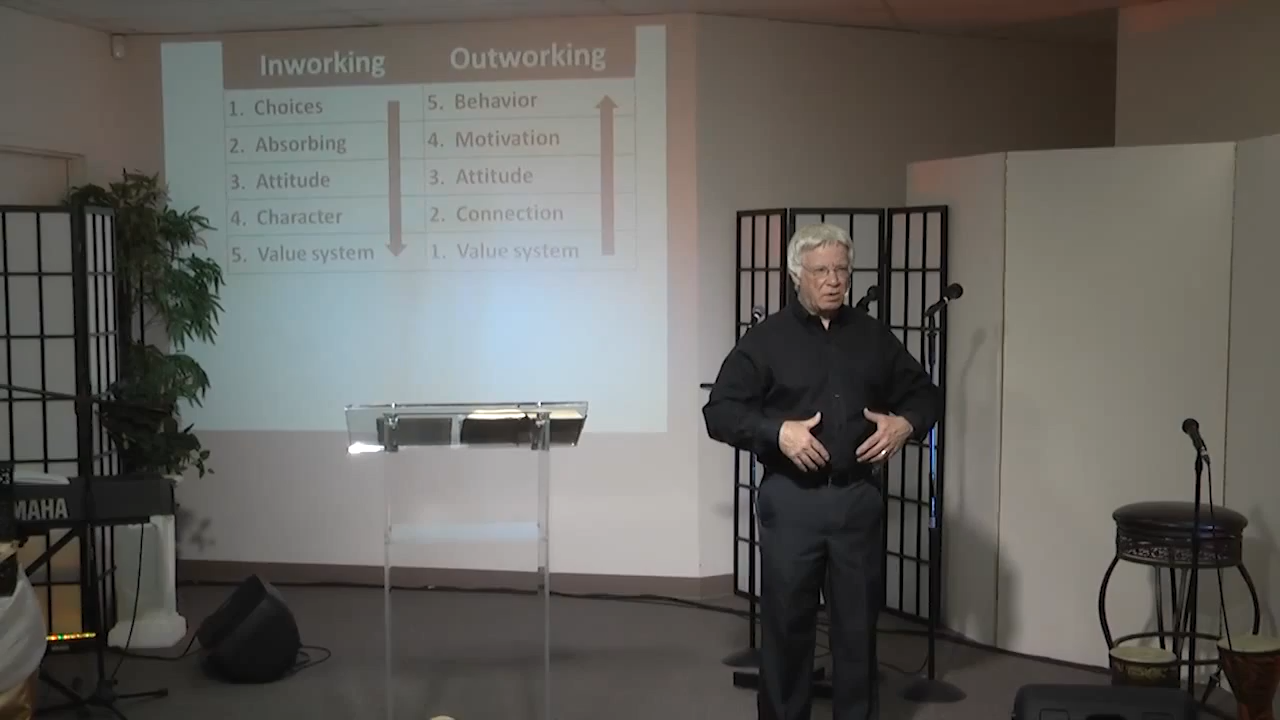 Inworking Outworking
1. Choices 5. Behavior
2. Absorbing 4. Motivation
3. Attitude 3. Attitude
4. Character 2. Connection
5. Value system 1. Value system
MAHA